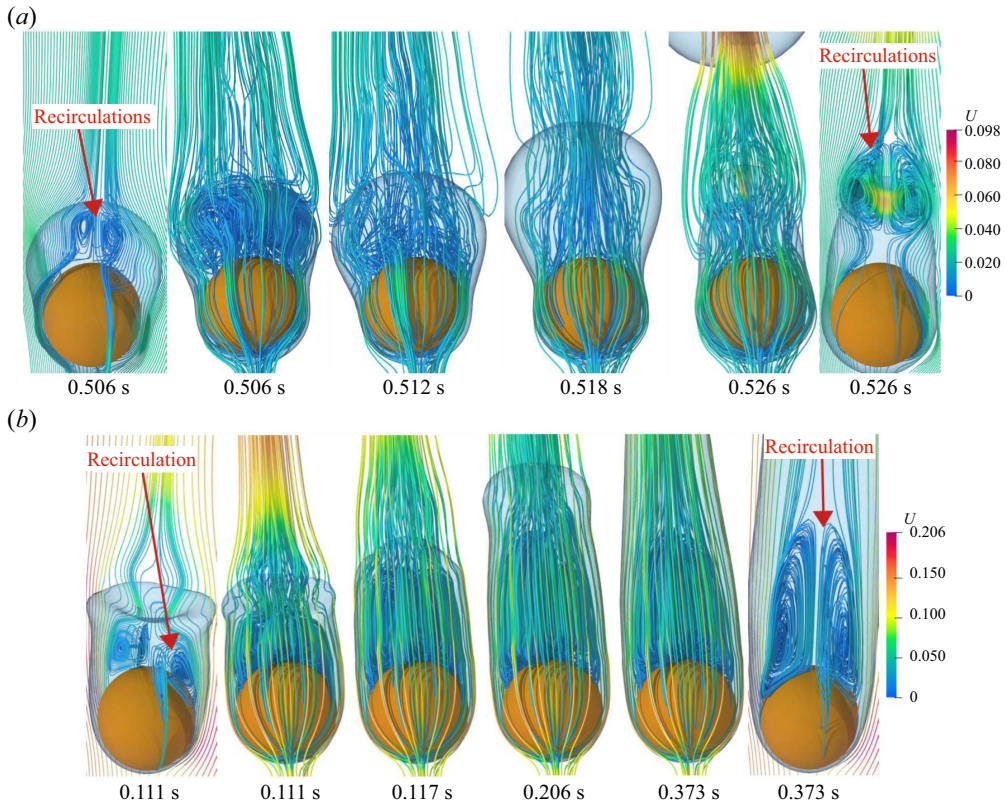 (a)
Recirculations
Recirculations
U
0.098
0.080
0.060
0.040
0.020
0
0.506 s
0.506 s
0.512 s
0.518 s
0.526 s
0.526 s
(b)
Recirculation
Recirculation
U
0.206
0.150
0.100
0.050
0
0.111 s
0.111 s
0.117 s
0.206 s
0.373 s
0.373 s